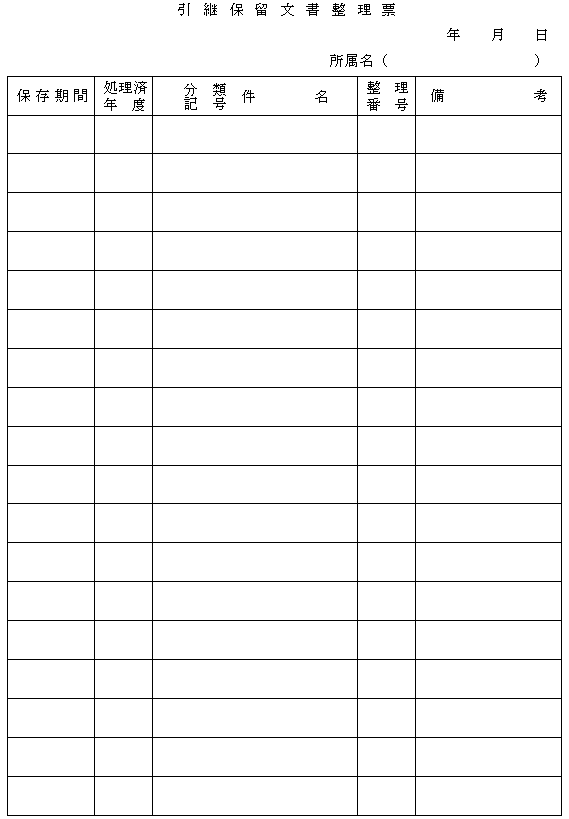 引継保留文書整理票
年　月　日
所属名（　　　　　　　）
保存期間　処理済年度　分類記号　件名　整理番号　備考